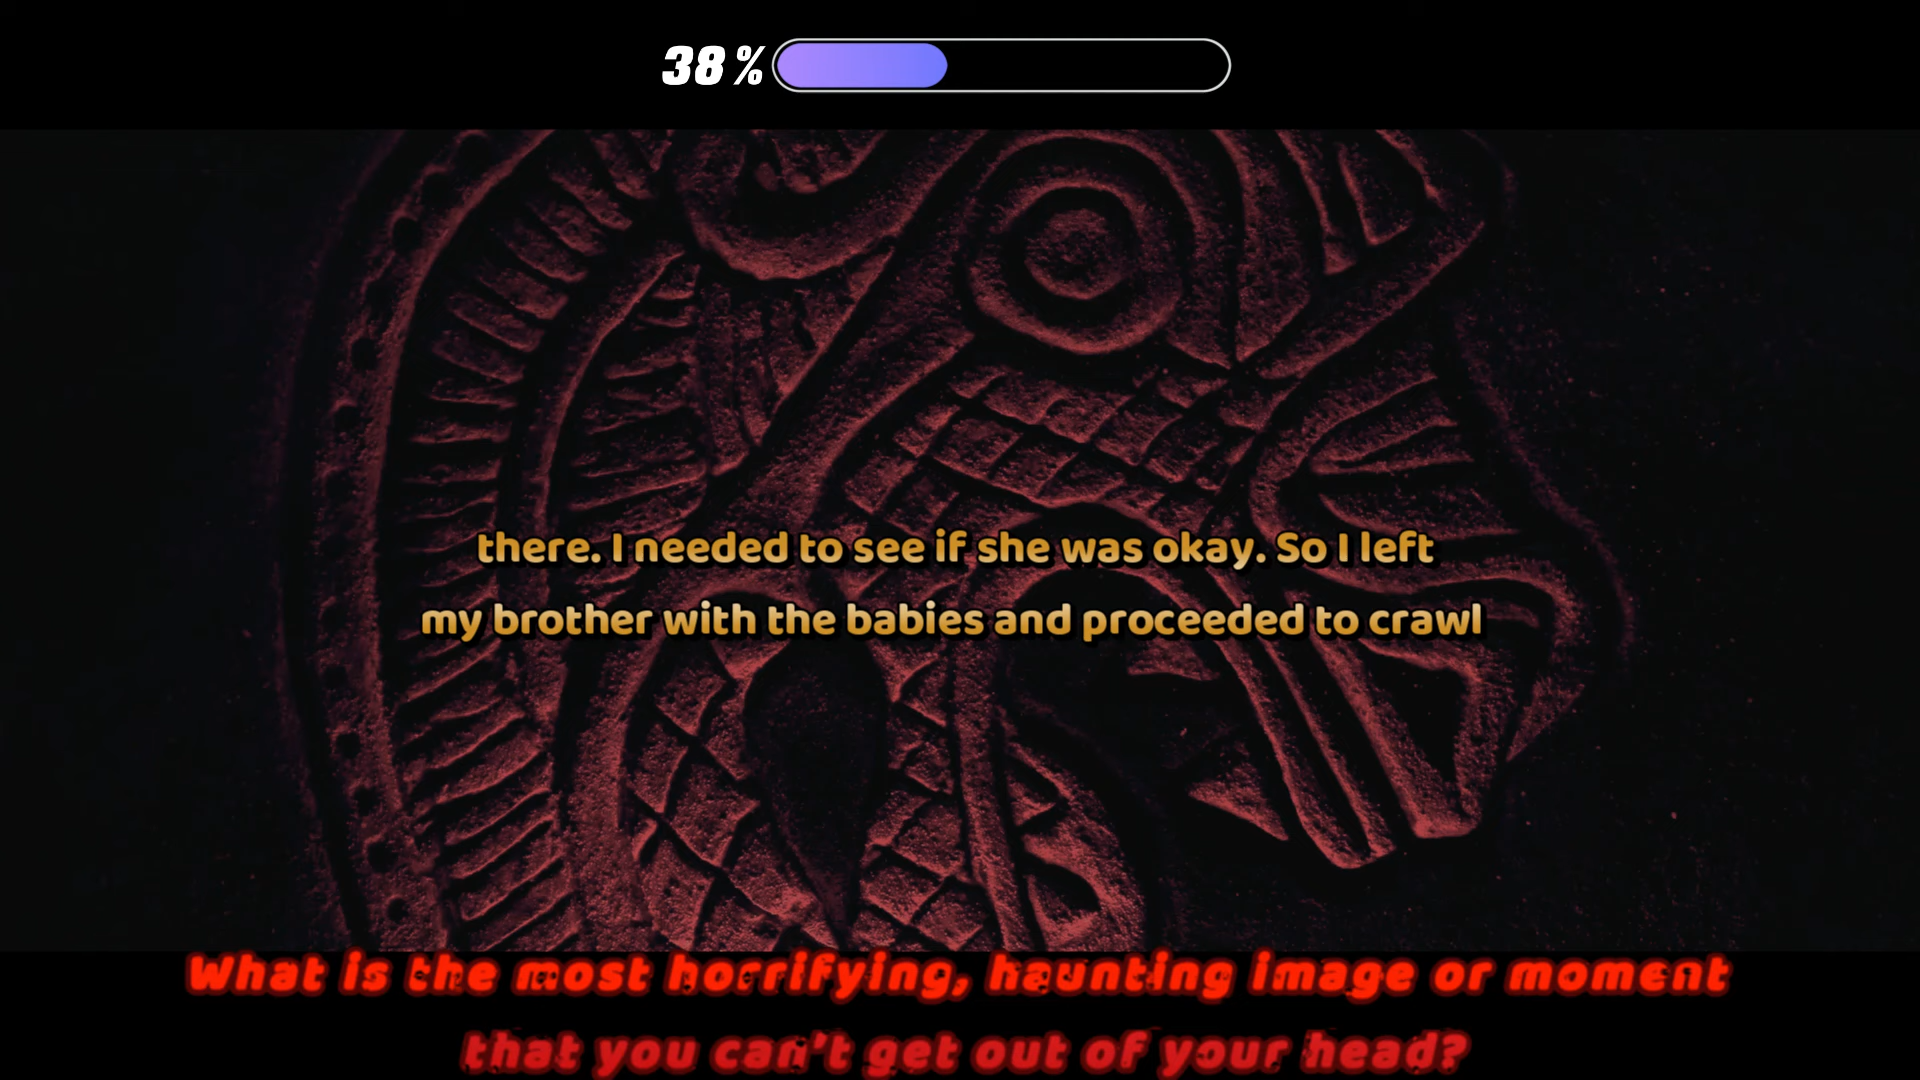 38%
there. I needed to see if she was okay. So I left
my brother with the babies and proceeded to crawl
What is the most horrifying, haunting image or moment
that you can't get out of your head?